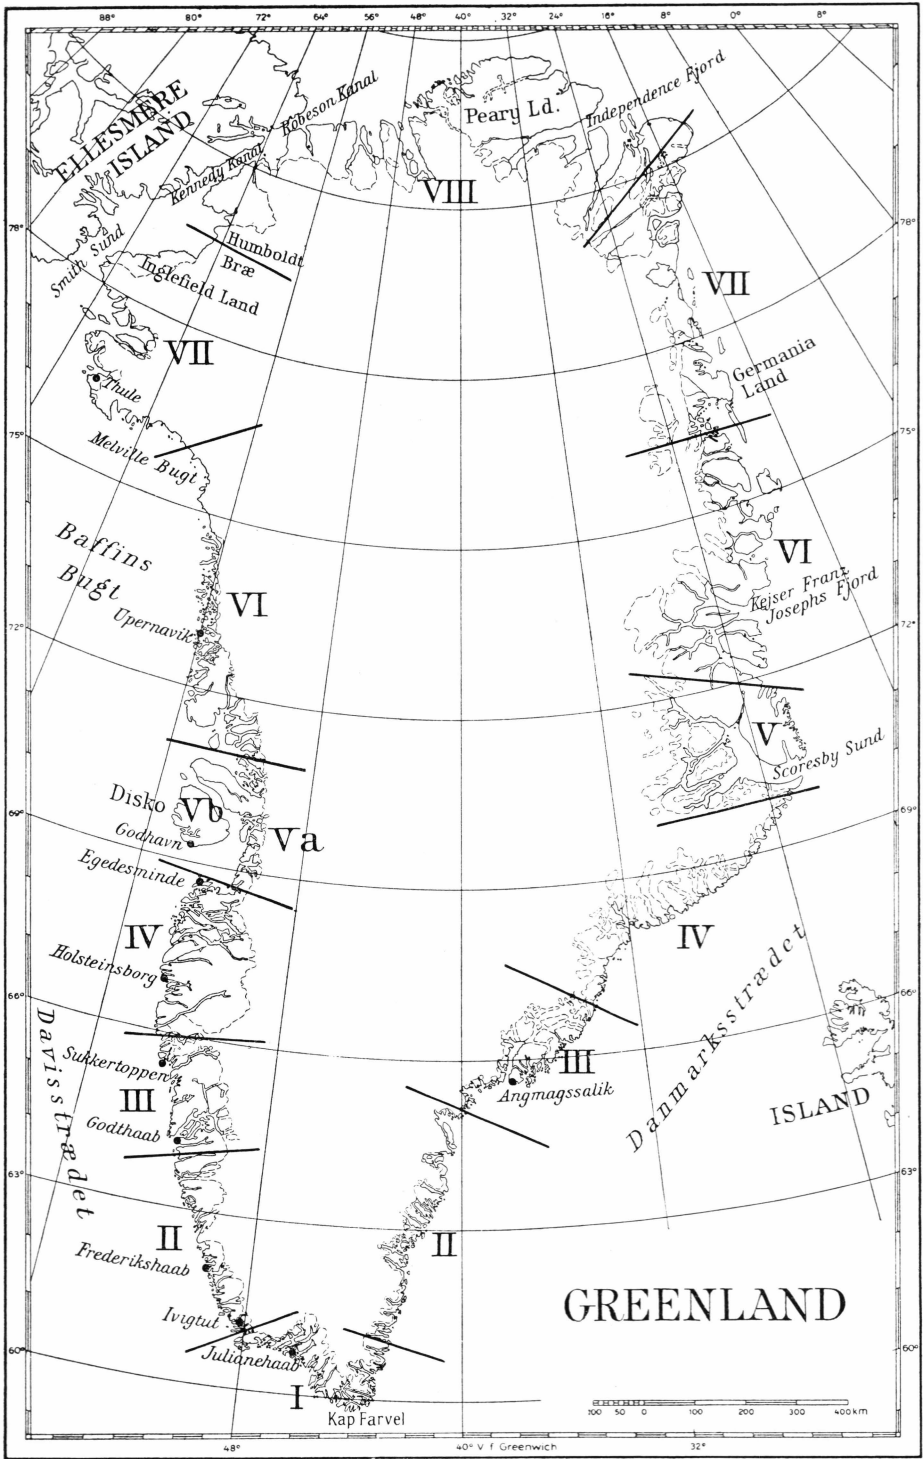 88° 80° 72° 64° 56° 48° 40° 32° 24° 16° 8° 0° 8°
ELLESMERE
ISLAND
Kennedy Kanal
Robeson Kanal
Peary Ld.
Independence Fjord
VIII
78°
78°
Smith Sund
Humboldt
Bræ
Inglefield Land
VII
VII
Thule
Germania
Land
75°
75°
Melville Bugt
Baffins
Bugt
VI
VI
Kejser Franz
Josephs Fjord
Upernavik
72°
72°
V
Scoresby Sund
Disko
Vb
69°
69°
Godhavn
Va
Egedesminde
IV
IV
Holsteinsborg
Danmarksstrædet
66°
66°
Davisstrædet
Sukkertoppen
III
Angmagssalik
III
ISLAND
Godthaab
63°
63°
II
II
Frederikshaab
GREENLAND
Ivigtut
60°
60°
Julianehaab
I
Kap Farvel
100 50 0 100 200 300 400 km
48° 40° V f Greenwich 32°